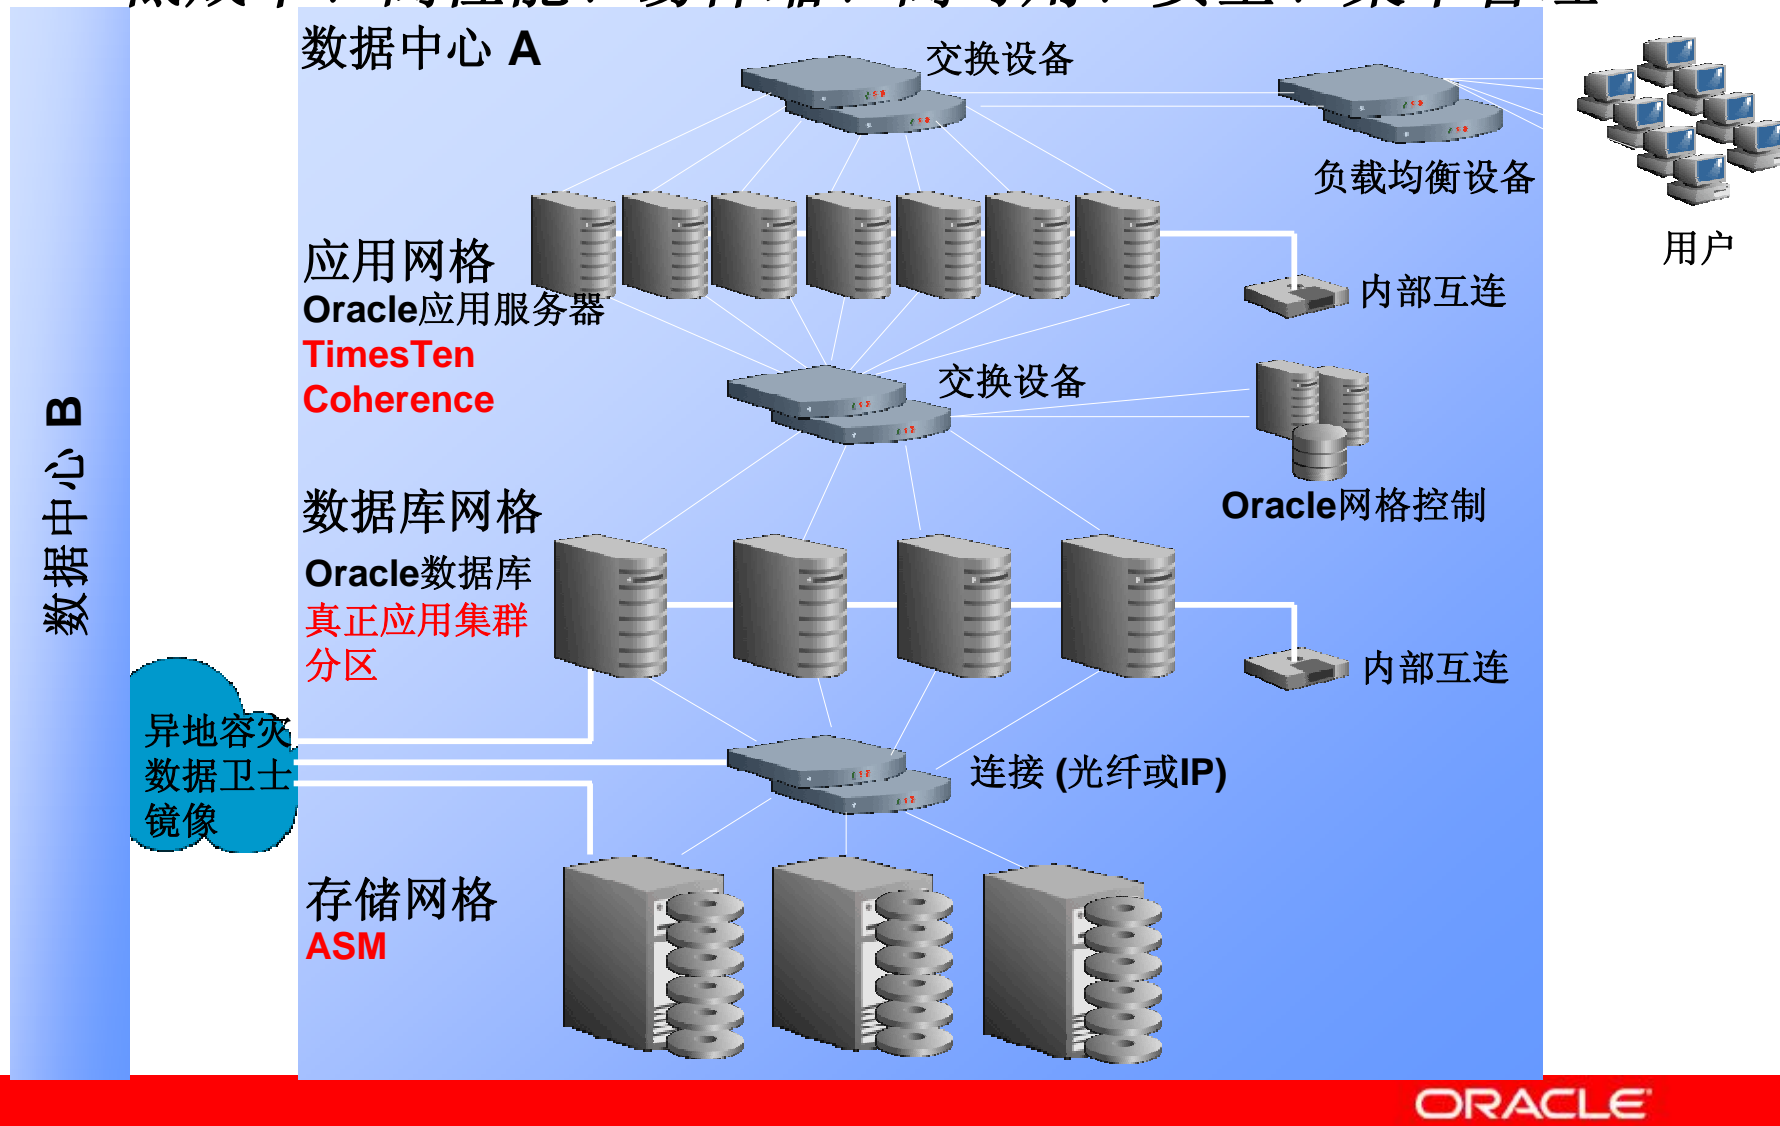 数据中心 A
交换设备
负载均衡设备
用户
应用网格
Oracle应用服务器
TimesTen
Coherence
内部互连
交换设备
Oracle网格控制
数据库网格
Oracle数据库
真正应用集群
分区
内部互连
数据中心 B
异地容灾
数据卫士
镜像
连接 (光纤或IP)
存储网格
ASM
ORACLE